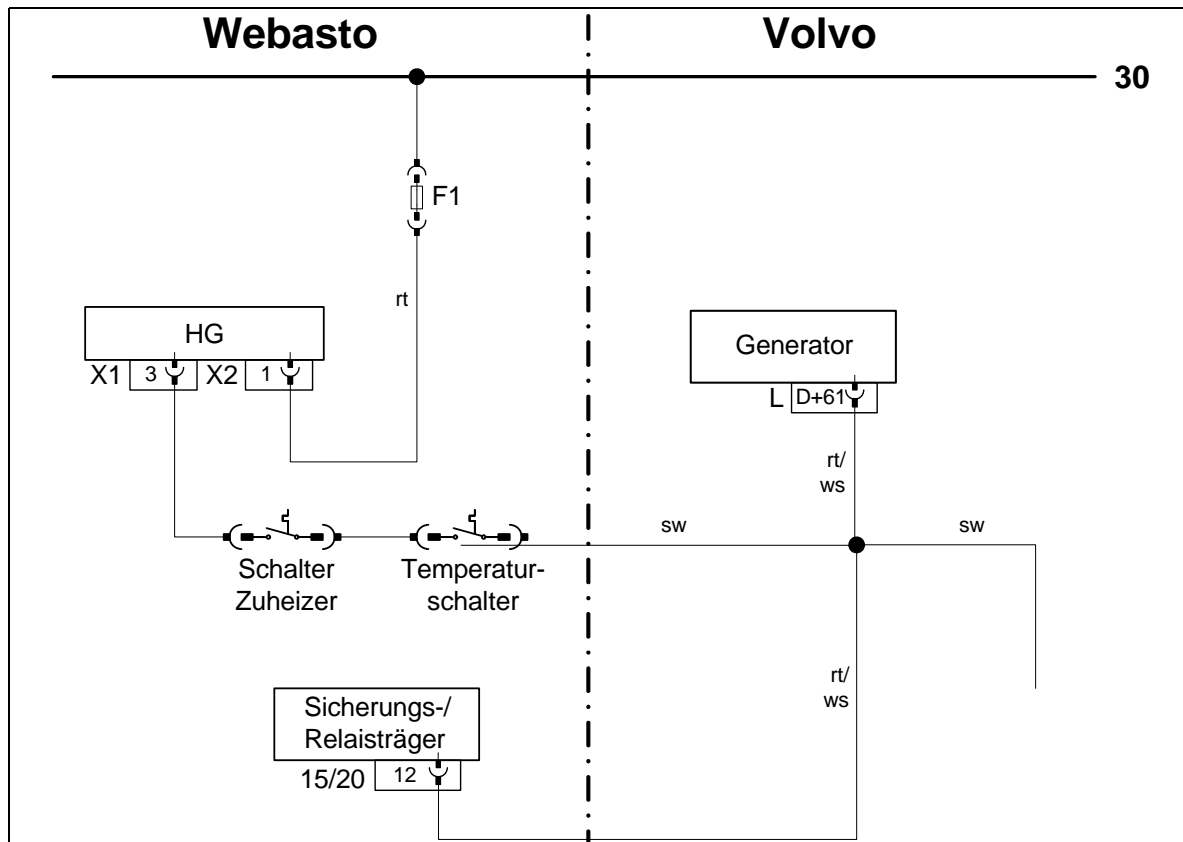 Webasto
Volvo
30
F1
rt
HG
X1 3 X2 1
Generator
L D+61
rt/
ws
sw
sw
Schalter
Zuheizer
Temperatur-
schalter
rt/
ws
Sicherungs-/
Relaisträger
15/20 12